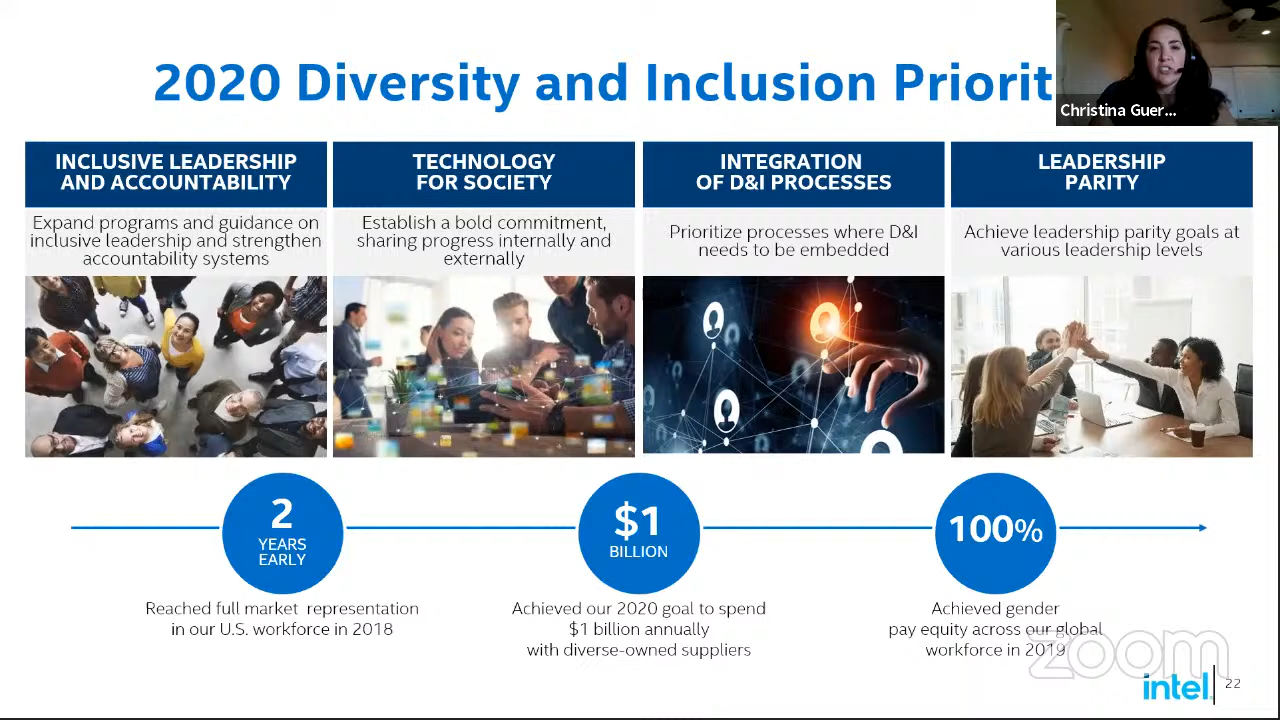 2020 Diversity and Inclusion Priorit
Christina Guer...
INCLUSIVE LEADERSHIP
AND ACCOUNTABILITY
Expand programs and guidance on
inclusive leadership and strengthen
accountability systems
TECHNOLOGY
FOR SOCIETY
Establish a bold commitment,
sharing progress internally and
externally
INTEGRATION
OF D&I PROCESSES
Prioritize processes where D&I
needs to be embedded
LEADERSHIP
PARITY
Achieve leadership parity goals at
various leadership levels
2
YEARS
EARLY
Reached full market representation
in our U.S. workforce in 2018
$1
BILLION
Achieved our 2020 goal to spend
$1 billion annually
with diverse-owned suppliers
100%
Achieved gender
pay equity across our global
workforce in 2019
zoom
intel.
22